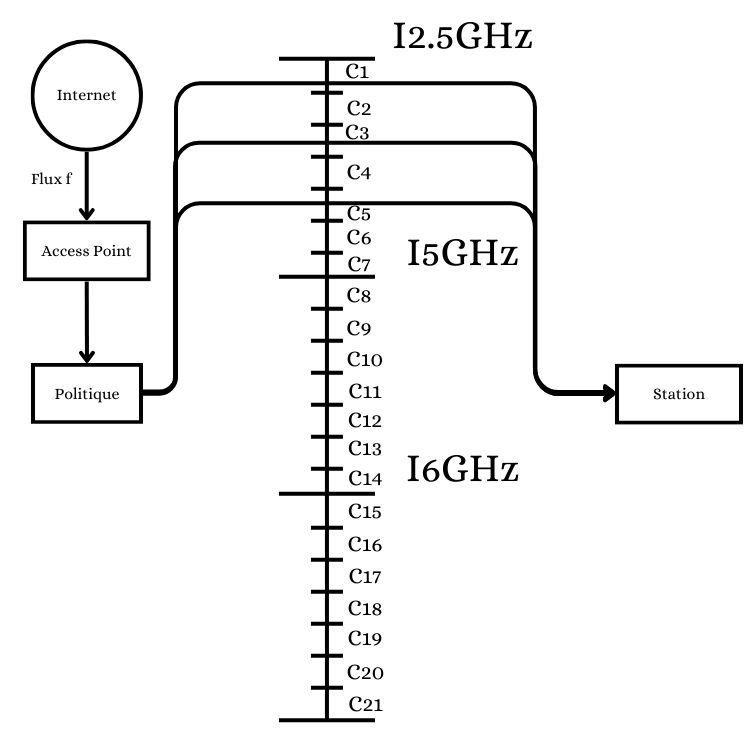 I2.5GHz
C1
Internet
C2
C3
C4
Flux f
C5
C6
Access Point
I5GHz
C7
C8
C9
C10
C11
Politique
Station
C12
C13
I6GHz
C14
C15
C16
C17
C18
C19
C20
C21